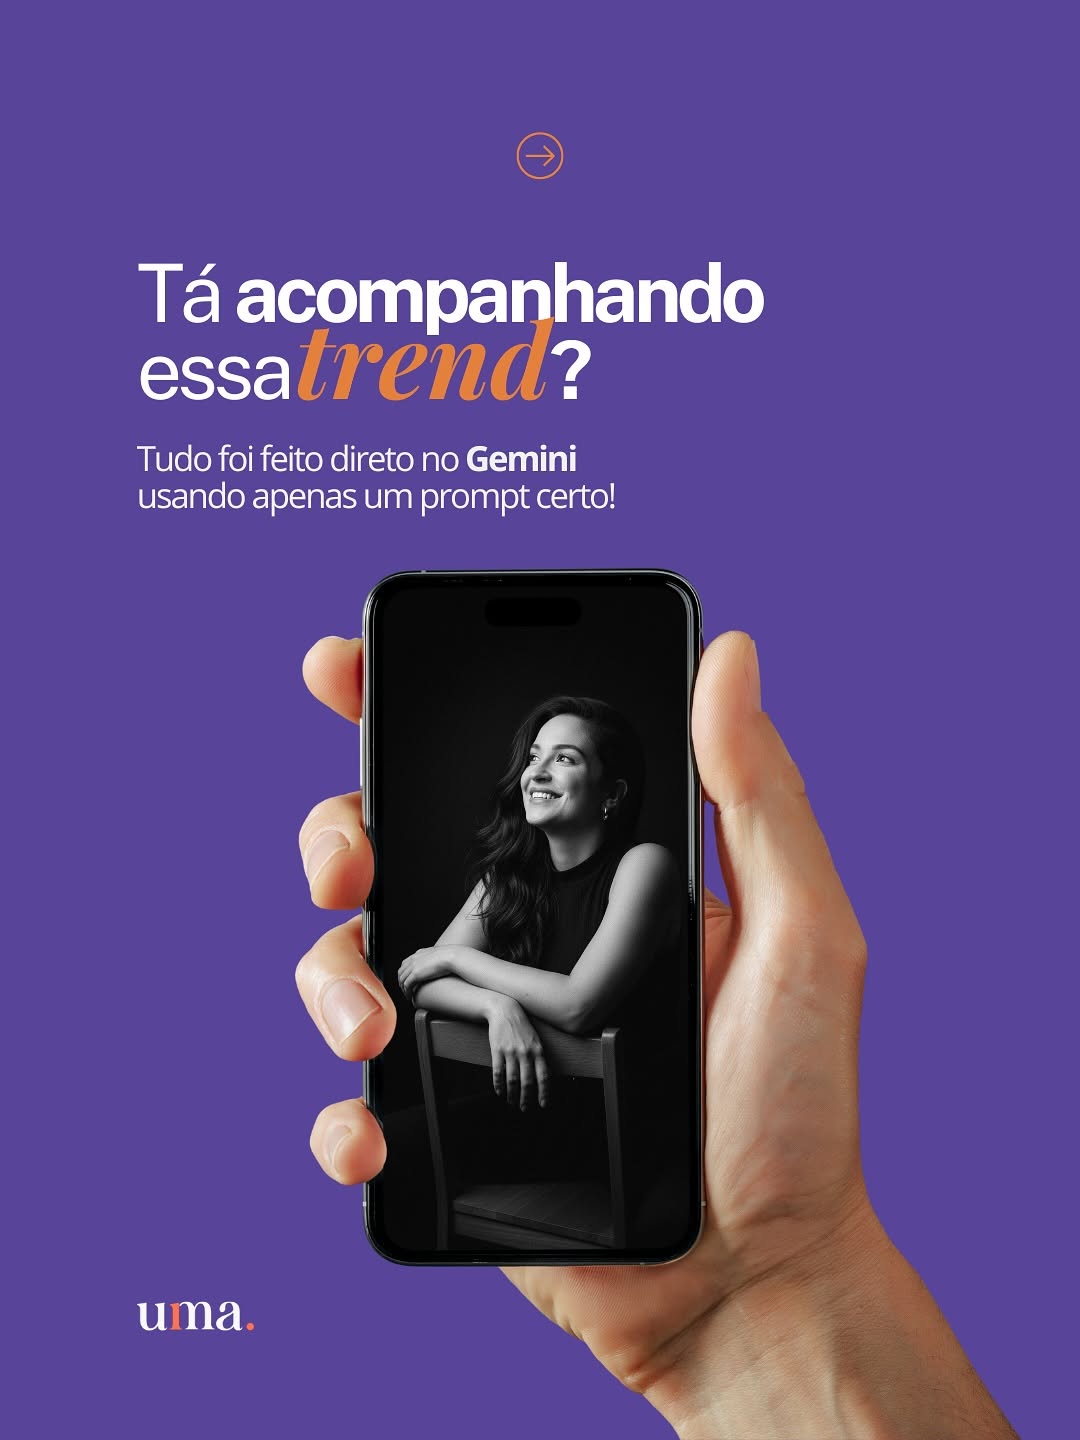 Tá acompanhando
essa trend?
Tudo foi feito direto no Gemini
usando apenas um prompt certo!
uma.